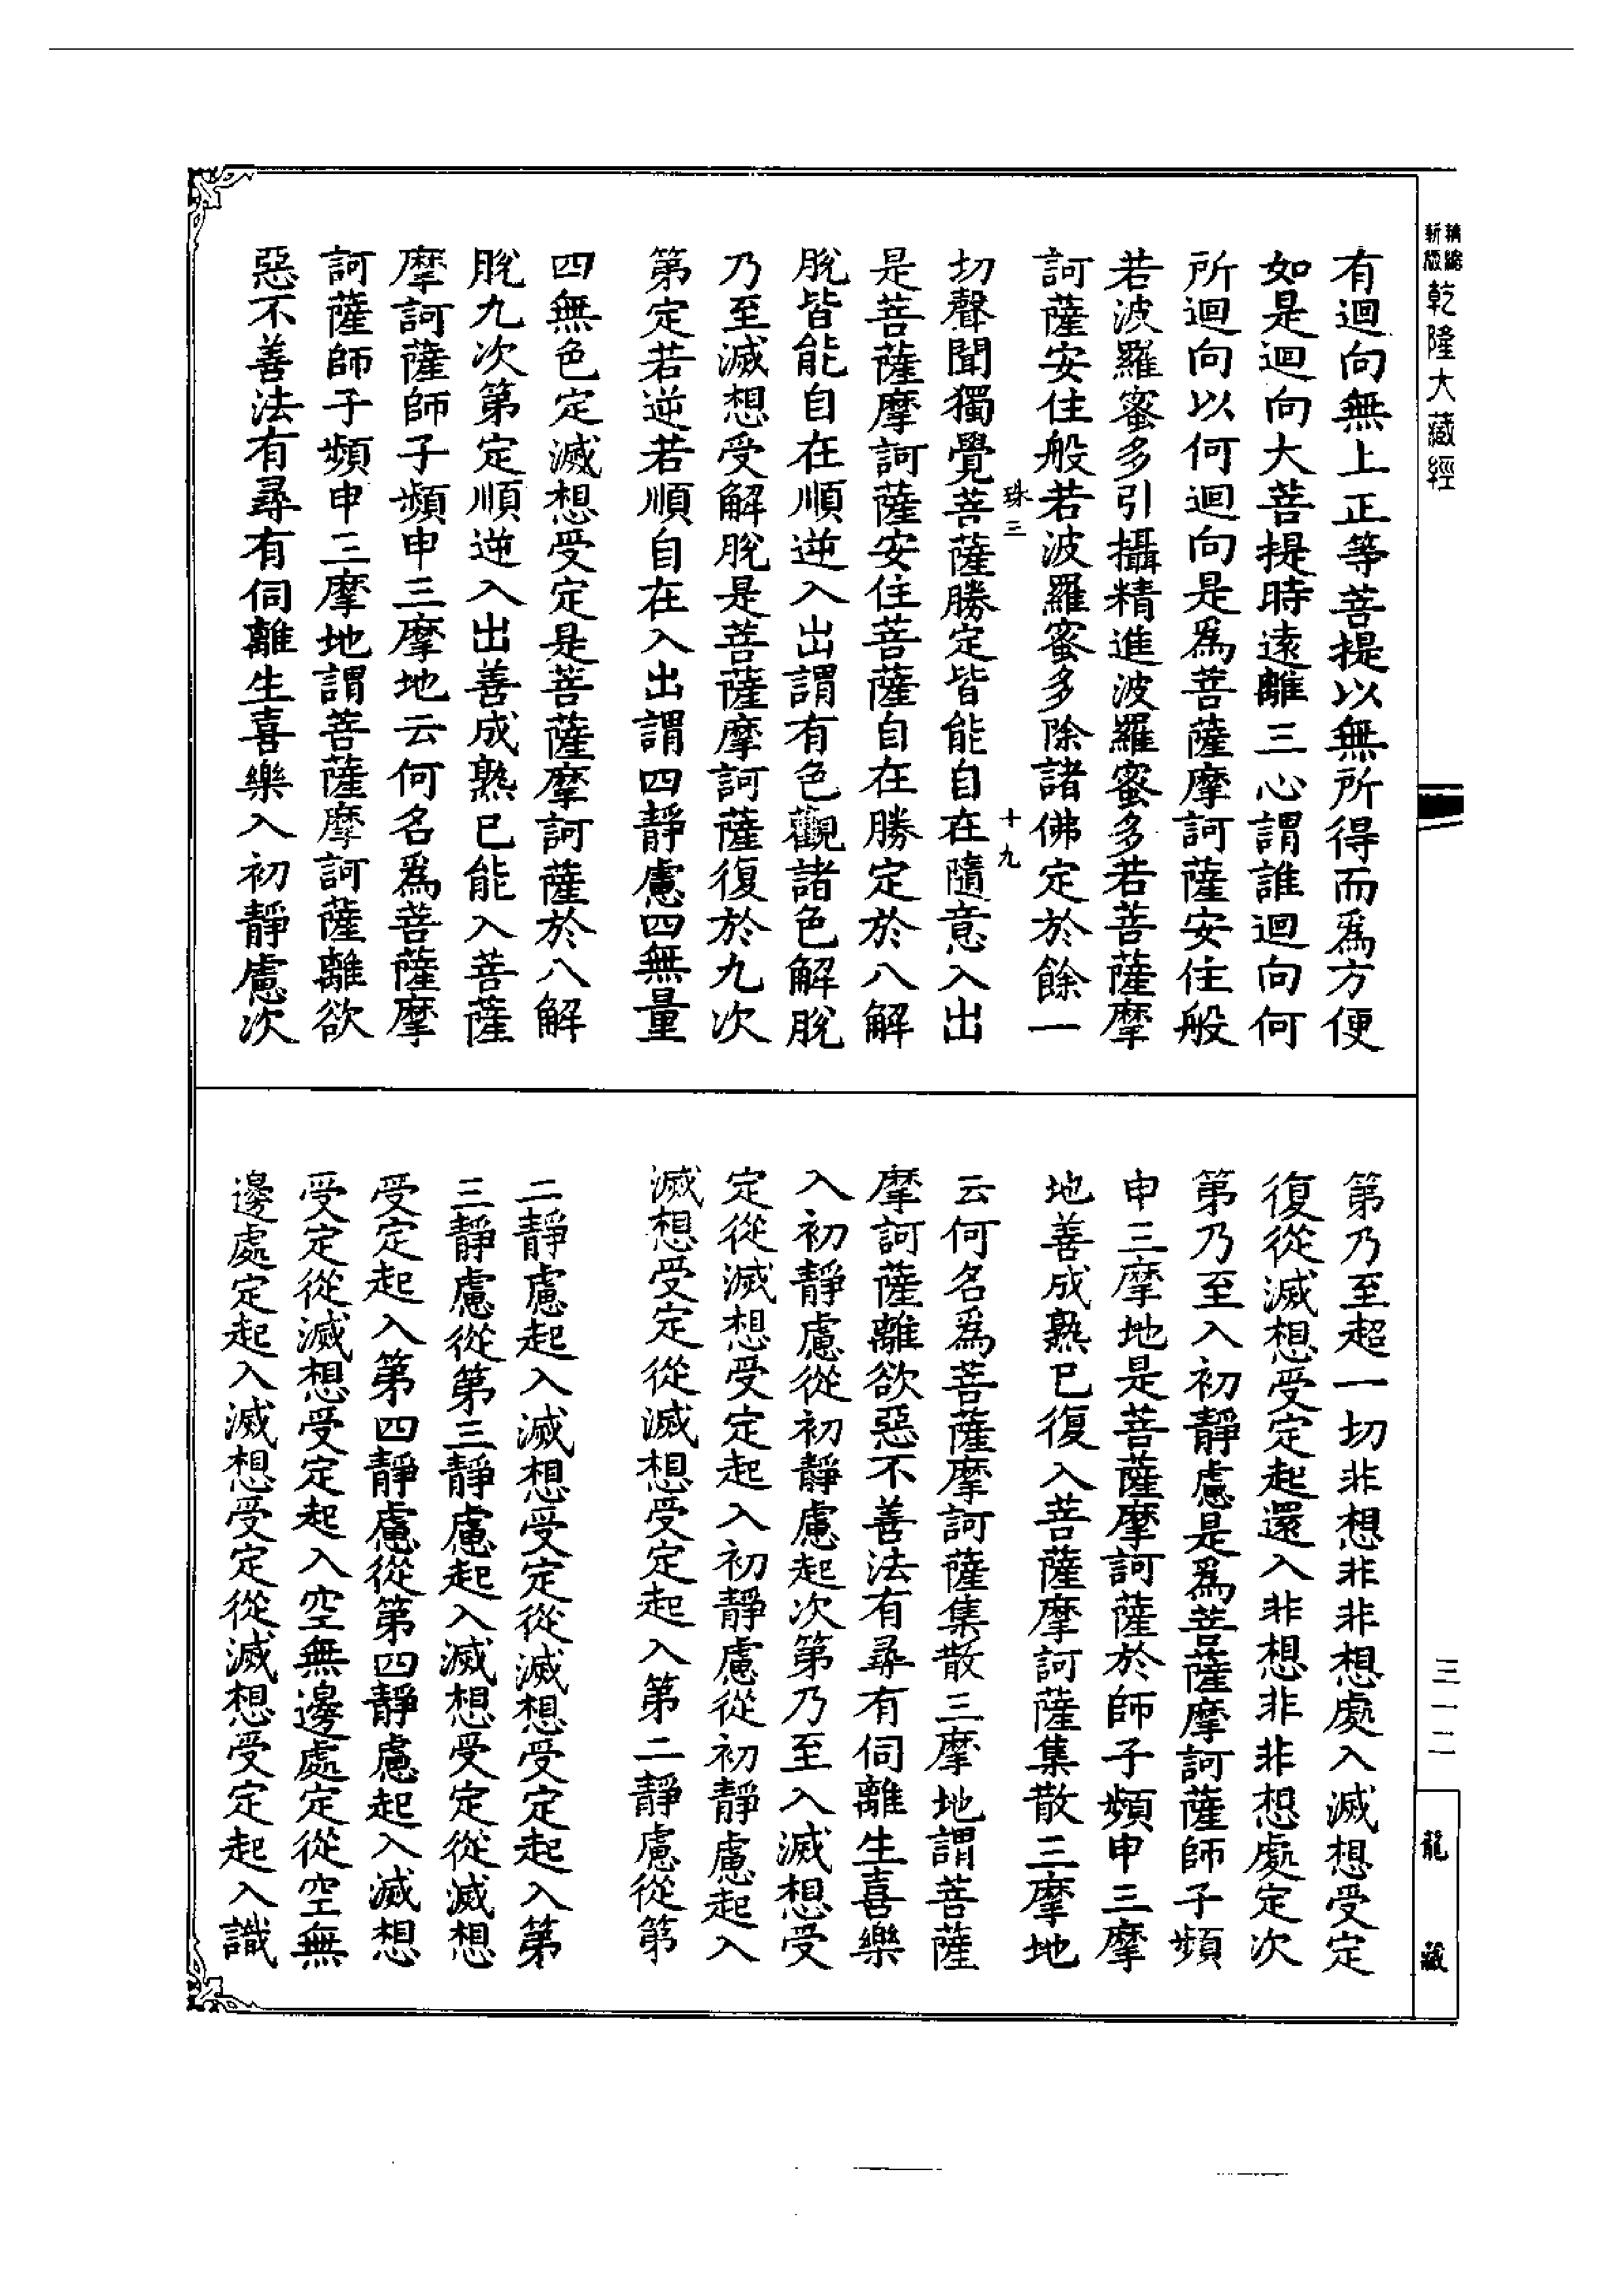 精縮
新版
乾隆大藏經
三一二
龍藏
有迴向無上正等菩提以無所得而爲方便
如是迴向大菩提時遠離三心謂誰迴向何
所迴向以何迴向是爲菩薩摩訶薩安住般
若波羅蜜多引攝精進波羅蜜多若菩薩摩
訶薩安住般若波羅蜜多除諸佛定於餘一
珠三
十九
切聲聞獨覺菩薩勝定皆能自在隨意入出
是菩薩摩訶薩安住菩薩自在勝定於八解
脫皆能自在順逆入出謂有色觀諸色解脫
乃至滅想受解脫是菩薩摩訶薩復於九次
第定若逆若順自在入出謂四靜慮四無量
四無色定滅想受定是菩薩摩訶薩於八解
脫九次第定順逆入出善成熟已能入菩薩
摩訶薩師子頻申三摩地云何名爲菩薩摩
訶薩師子頻申三摩地謂菩薩摩訶薩離欲
惡不善法有尋有伺離生喜樂入初靜慮次
第乃至超一切非想非非想處入滅想受定
復從滅想受定起還入非想非非想處定次
第乃至入初靜慮是爲菩薩摩訶薩師子頻
申三摩地是菩薩摩訶薩於師子頻申三摩
地善成熟已復入菩薩摩訶薩集散三摩地
云何名爲菩薩摩訶薩集散三摩地謂菩薩
摩訶薩離欲惡不善法有尋有伺離生喜樂
入初靜慮從初靜慮起次第乃至入滅想受
定從滅想受定起入初靜慮從初靜慮起入
滅想受定從滅想受定起入第二靜慮從第
二靜慮起入滅想受定從滅想受定起入第
三靜慮從第三靜慮起入滅想受定從滅想
受定起入第四靜慮從第四靜慮起入滅想
受定從滅想受定起入空無邊處定從空無
邊處定起入滅想受定從滅想受定起入識